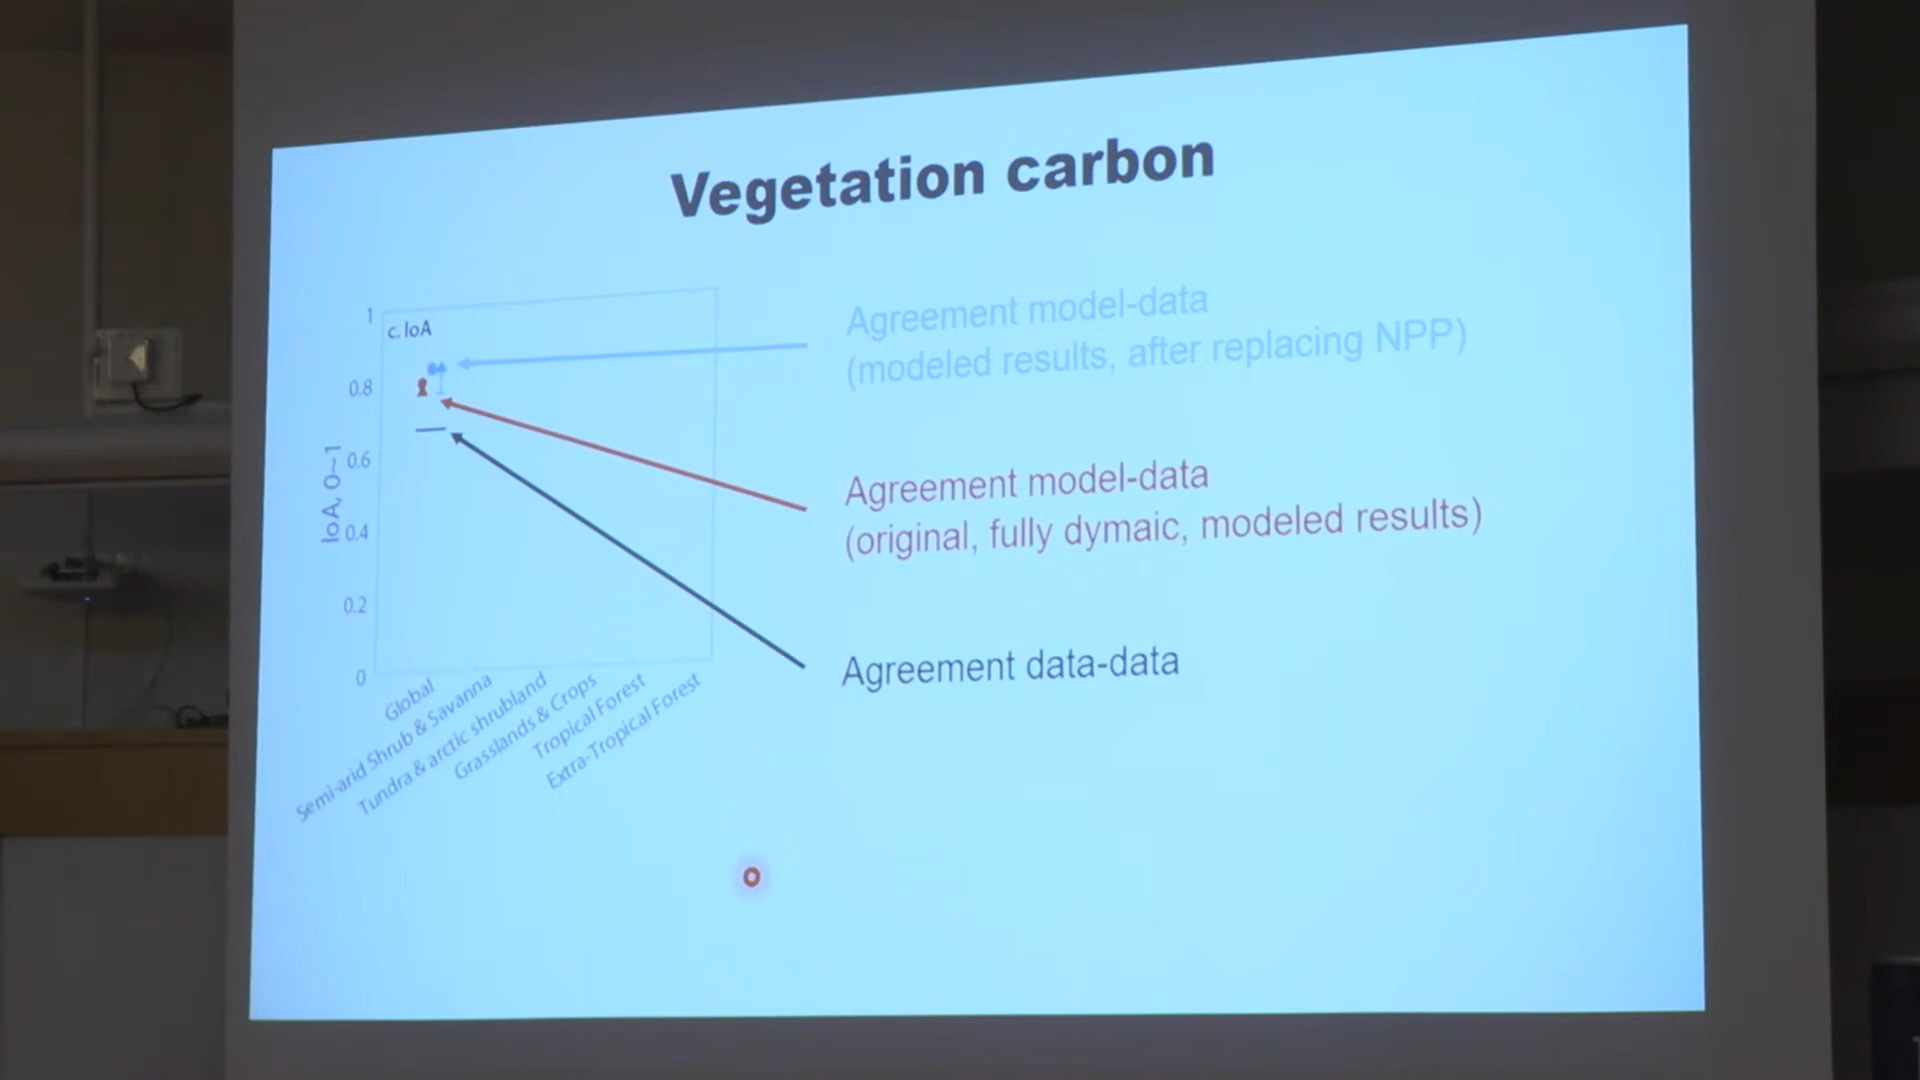 Vegetation carbon
1
c. IoA
0.8
0.6
0.4
0.2
0
IoA, 0~1
Global
Semi-arid Shrub & Savanna
Tundra & arctic shrubland
Grasslands & Crops
Tropical Forest
Extra-Tropical Forest
Agreement model-data
(modeled results, after replacing NPP)
Agreement model-data
(original, fully dymaic, modeled results)
Agreement data-data